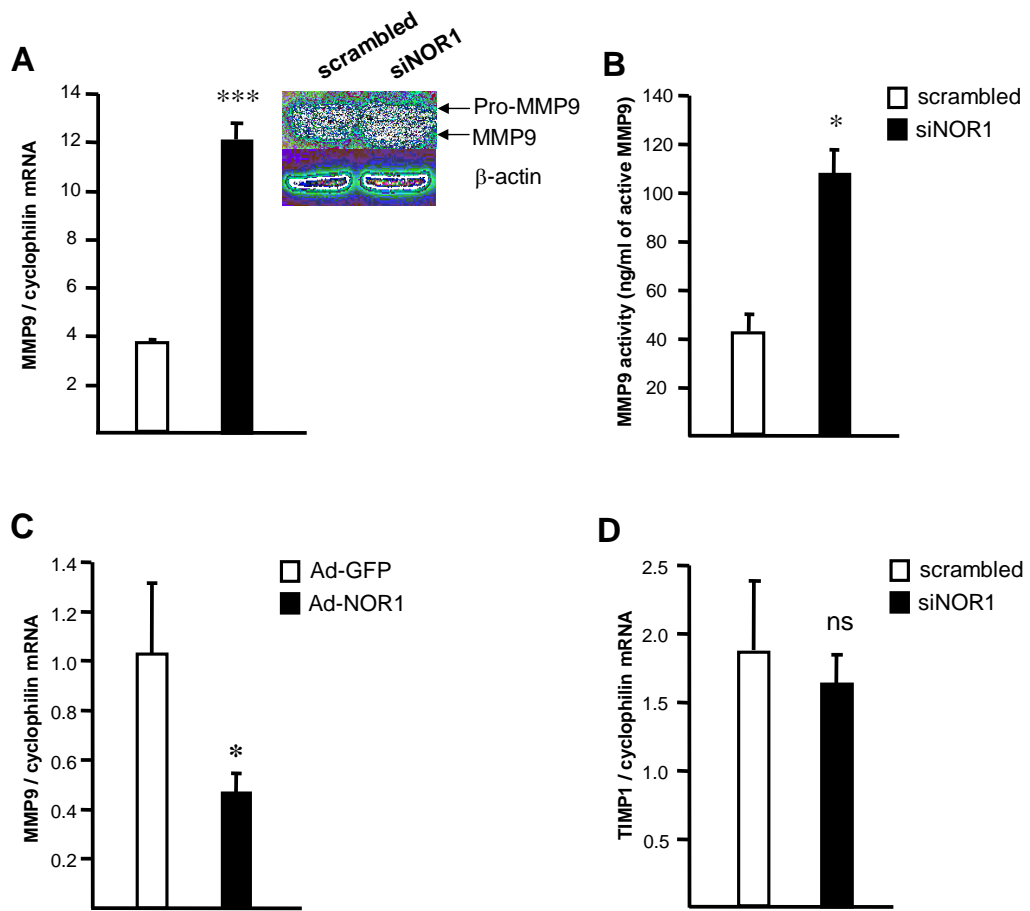 A
scrambled
siNOR1
MMP9 / cyclophilin mRNA
14
12
10
8
6
4
2
***
Pro-MMP9
MMP9
β-actin
B
scrambled
siNOR1
MMP9 activity (ng/ml of active MMP9)
140
120
100
80
60
40
20
*
C
Ad-GFP
Ad-NOR1
MMP9 / cyclophilin mRNA
1.4
1.2
1.0
0.8
0.6
0.4
0.2
*
D
scrambled
siNOR1
TIMP1 / cyclophilin mRNA
2.5
2.0
1.5
1.0
0.5
ns